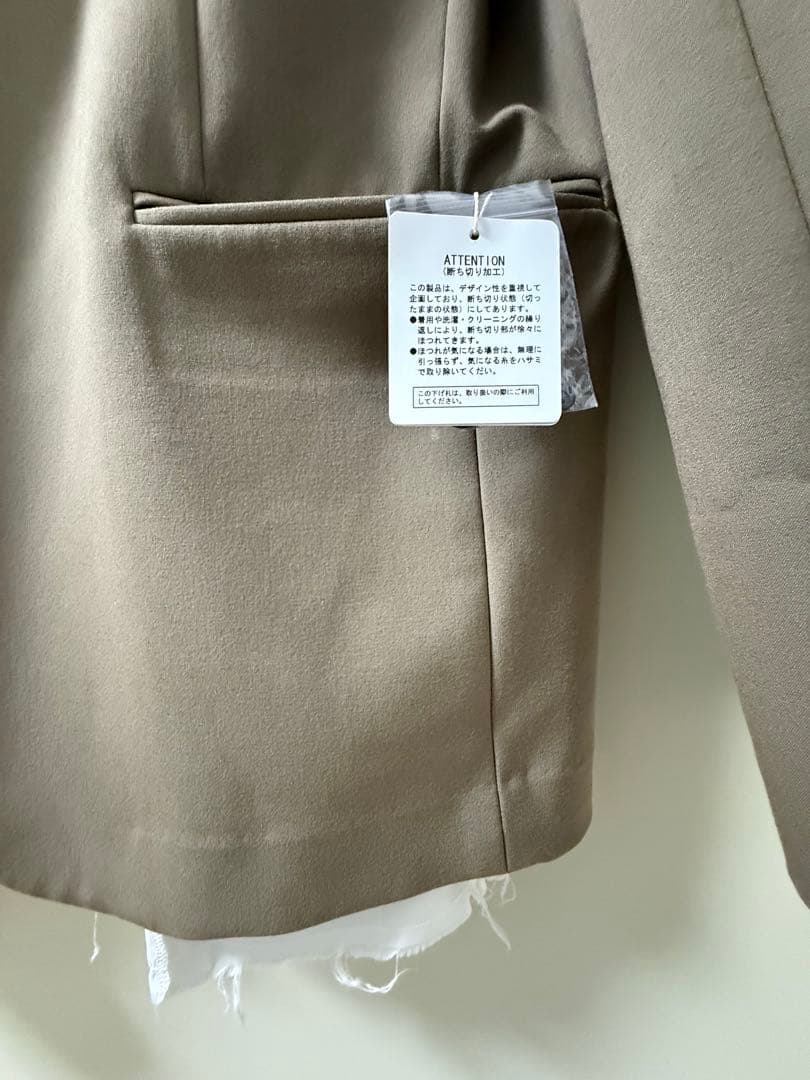 ATTENTION
(断ち切り加工)
この製品は、デザイン性を重視して
企画しており、断ち切り状態(切っ
たままの状態)にしてあります。
●着用や洗濯・クリーニングの繰り
返しにより、断ち切り部が徐々に
ほつれてきます。
●ほつれが気になる場合は、無理に
引っ張らず、気になる糸をハサミ
で取り除いてくだい。
この下げ札は、取り扱いの際にご利用
してください。